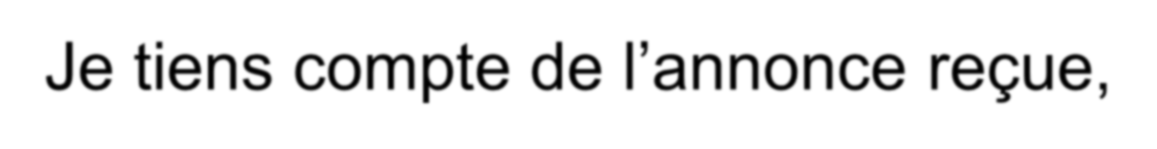 Je tiens compte de l’annonce reçue,